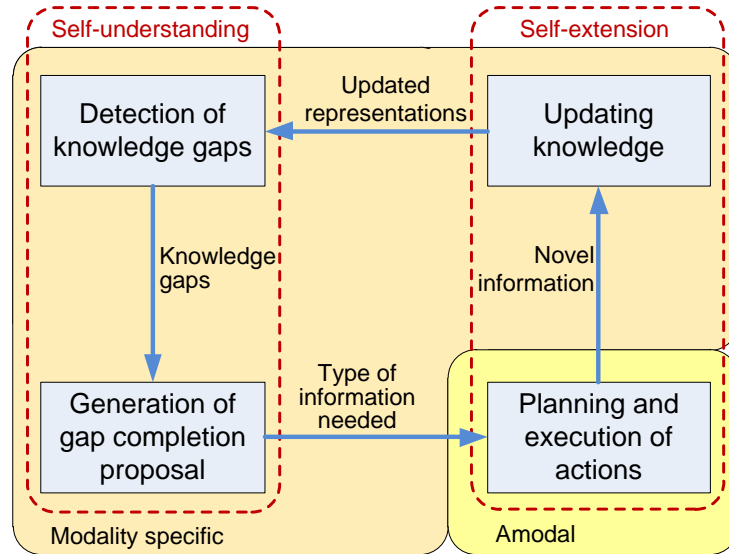 Self-understanding
Self-extension
Detection of
knowledge gaps
Updated
representations
Updating
knowledge
Knowledge
gaps
Novel
information
Generation of
gap completion
proposal
Type of
information
needed
Planning and
execution of
actions
Modality specific
Amodal